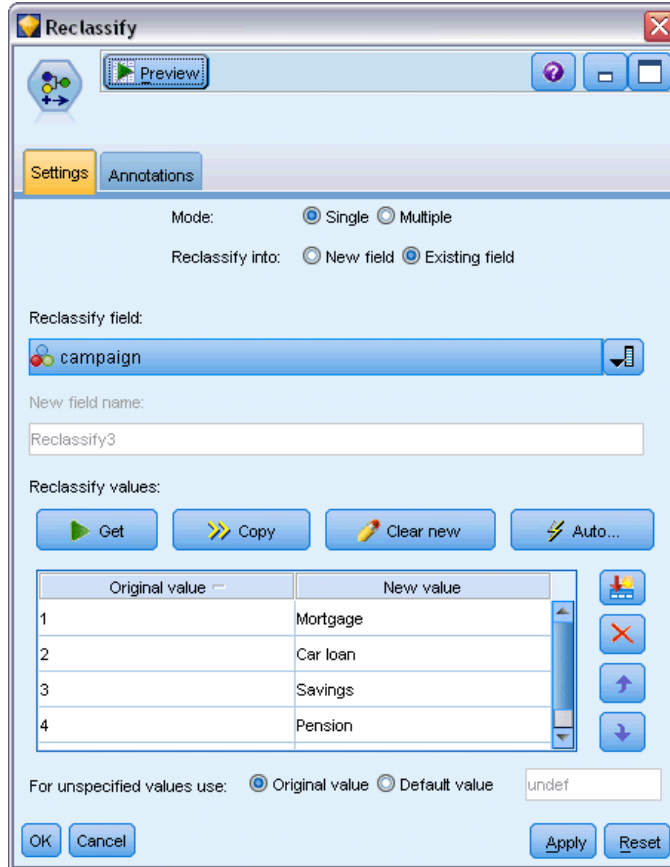 Reclassify
Preview
Settings Annotations
Mode: Single Multiple
Reclassify into: New field Existing field
Reclassify field:
campaign
New field name:
Reclassify3
Reclassify values:
Get Copy Clear new Auto...
Original value New value
1 Mortgage
2 Car loan
3 Savings
4 Pension
For unspecified values use: Original value Default value undef
OK Cancel Apply Reset